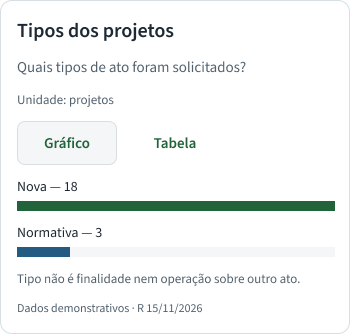 Tipos dos projetos
Quais tipos de ato foram solicitados?
Unidade: projetos
Gráfico Tabela
Nova — 18
Normativa — 3
Tipo não é finalidade nem operação sobre outro ato.
Dados demonstrativos · R 15/11/2026